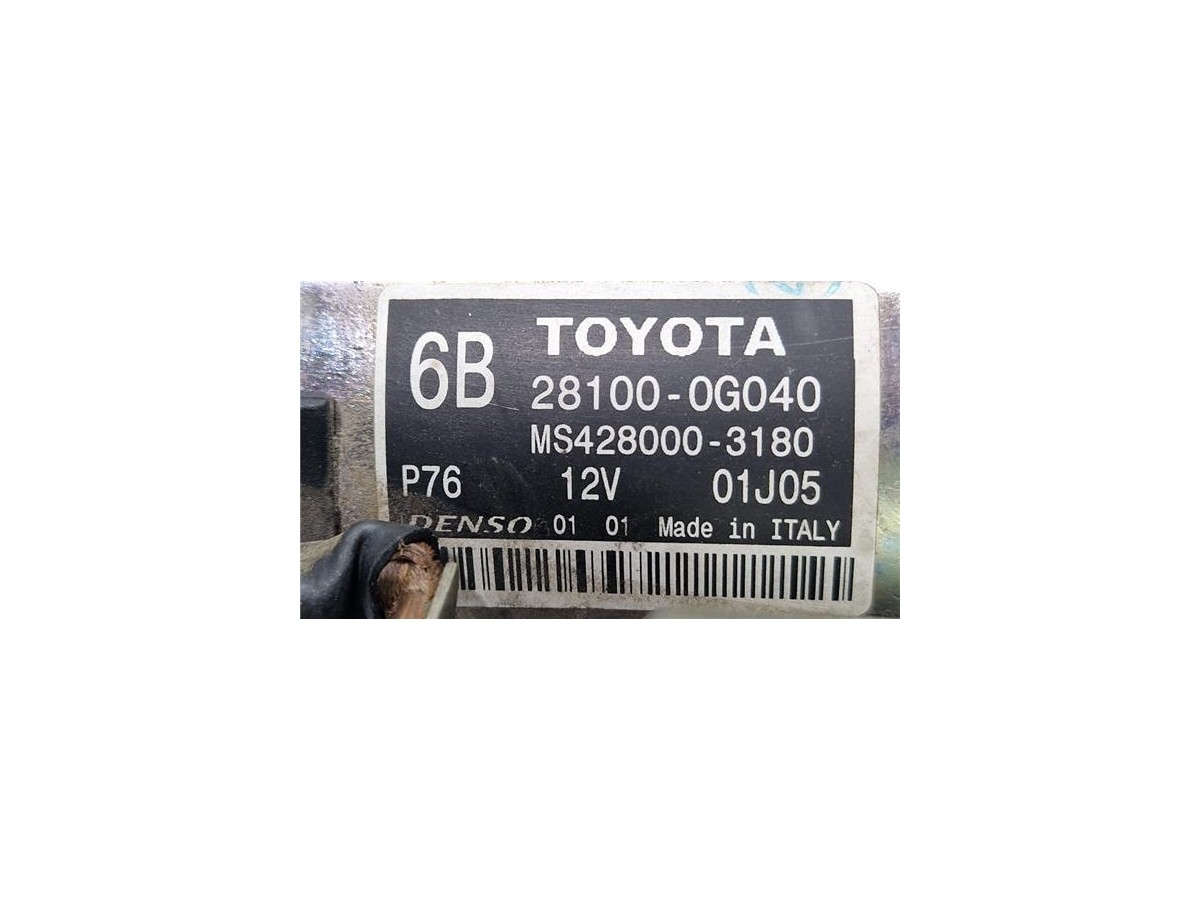 6B TOYOTA
28100-0G040
MS428000-3180
P76 12V 01J05
DENSO 01 01 Made in ITALY